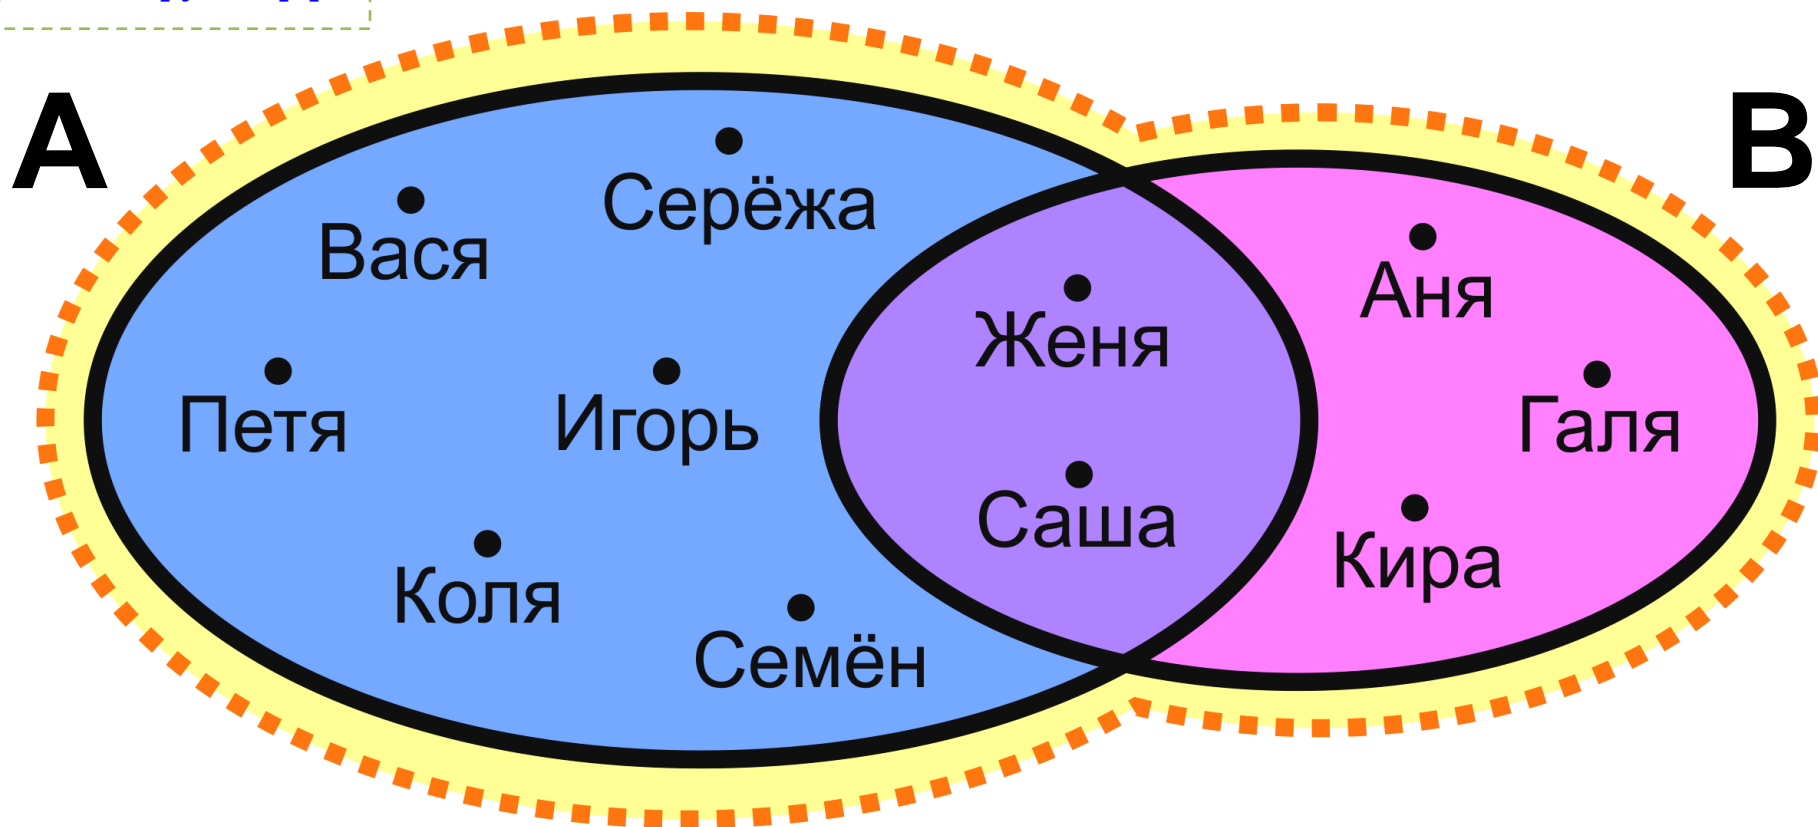 A
B
Серёжа
Вася
Аня
Женя
Петя
Игорь
Галя
Саша
Кира
Коля
Семён